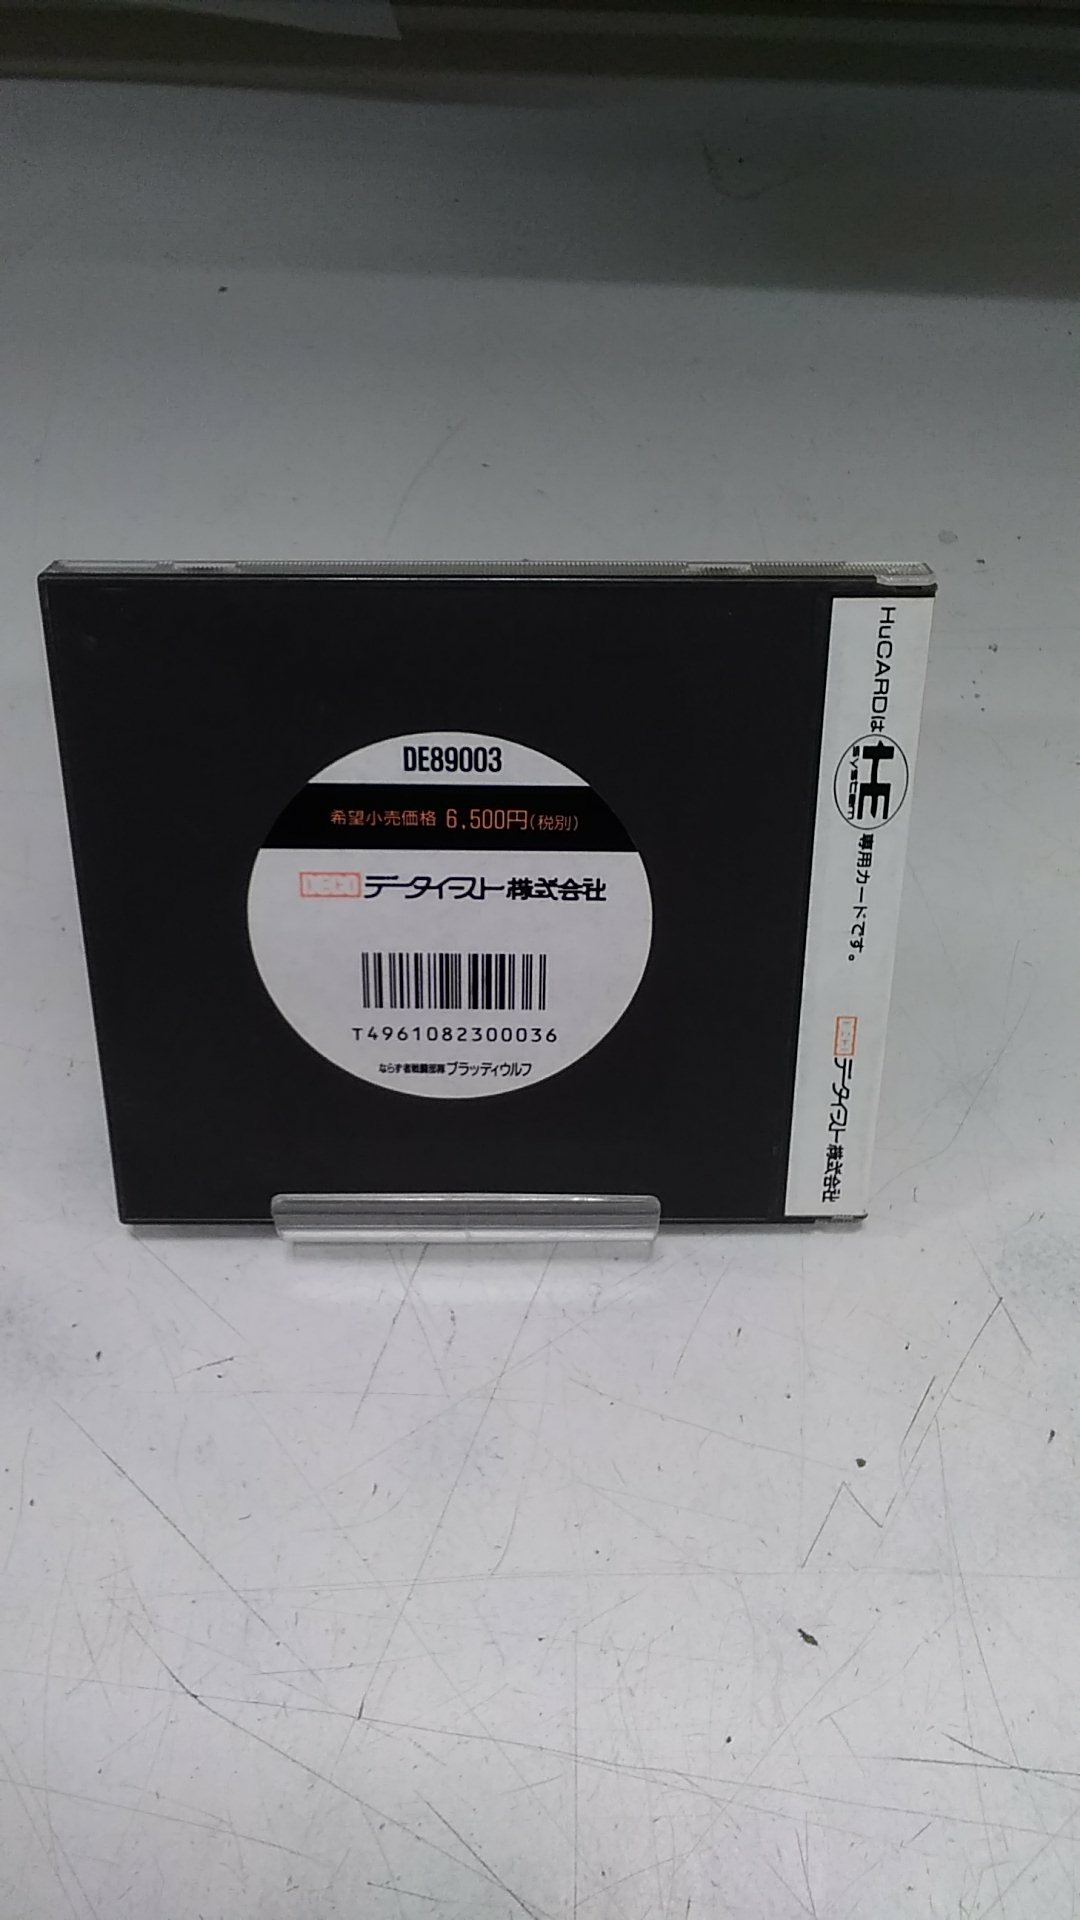 DE89003
希望小売価格 6,500円(税別)
DECO データイースト株式会社
T4961082300036
ならず者戦闘部隊ブラッディウルフ
HuCARDは HE system 専用カードです。
DECO データイースト株式会社